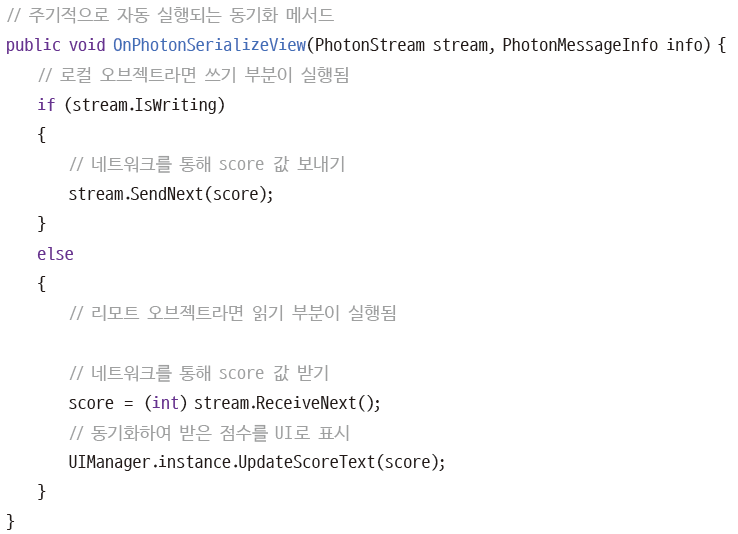 // 주기적으로 자동 실행되는 동기화 메서드
public void OnPhotonSerializeView(PhotonStream stream, PhotonMessageInfo info) {
// 로컬 오브젝트라면 쓰기 부분이 실행됨
if (stream.IsWriting)
{
// 네트워크를 통해 score 값 보내기
stream.SendNext(score);
}
else
{
// 리모트 오브젝트라면 읽기 부분이 실행됨
// 네트워크를 통해 score 값 받기
score = (int) stream.ReceiveNext();
// 동기화하여 받은 점수를 UI로 표시
UIManager.instance.UpdateScoreText(score);
}
}